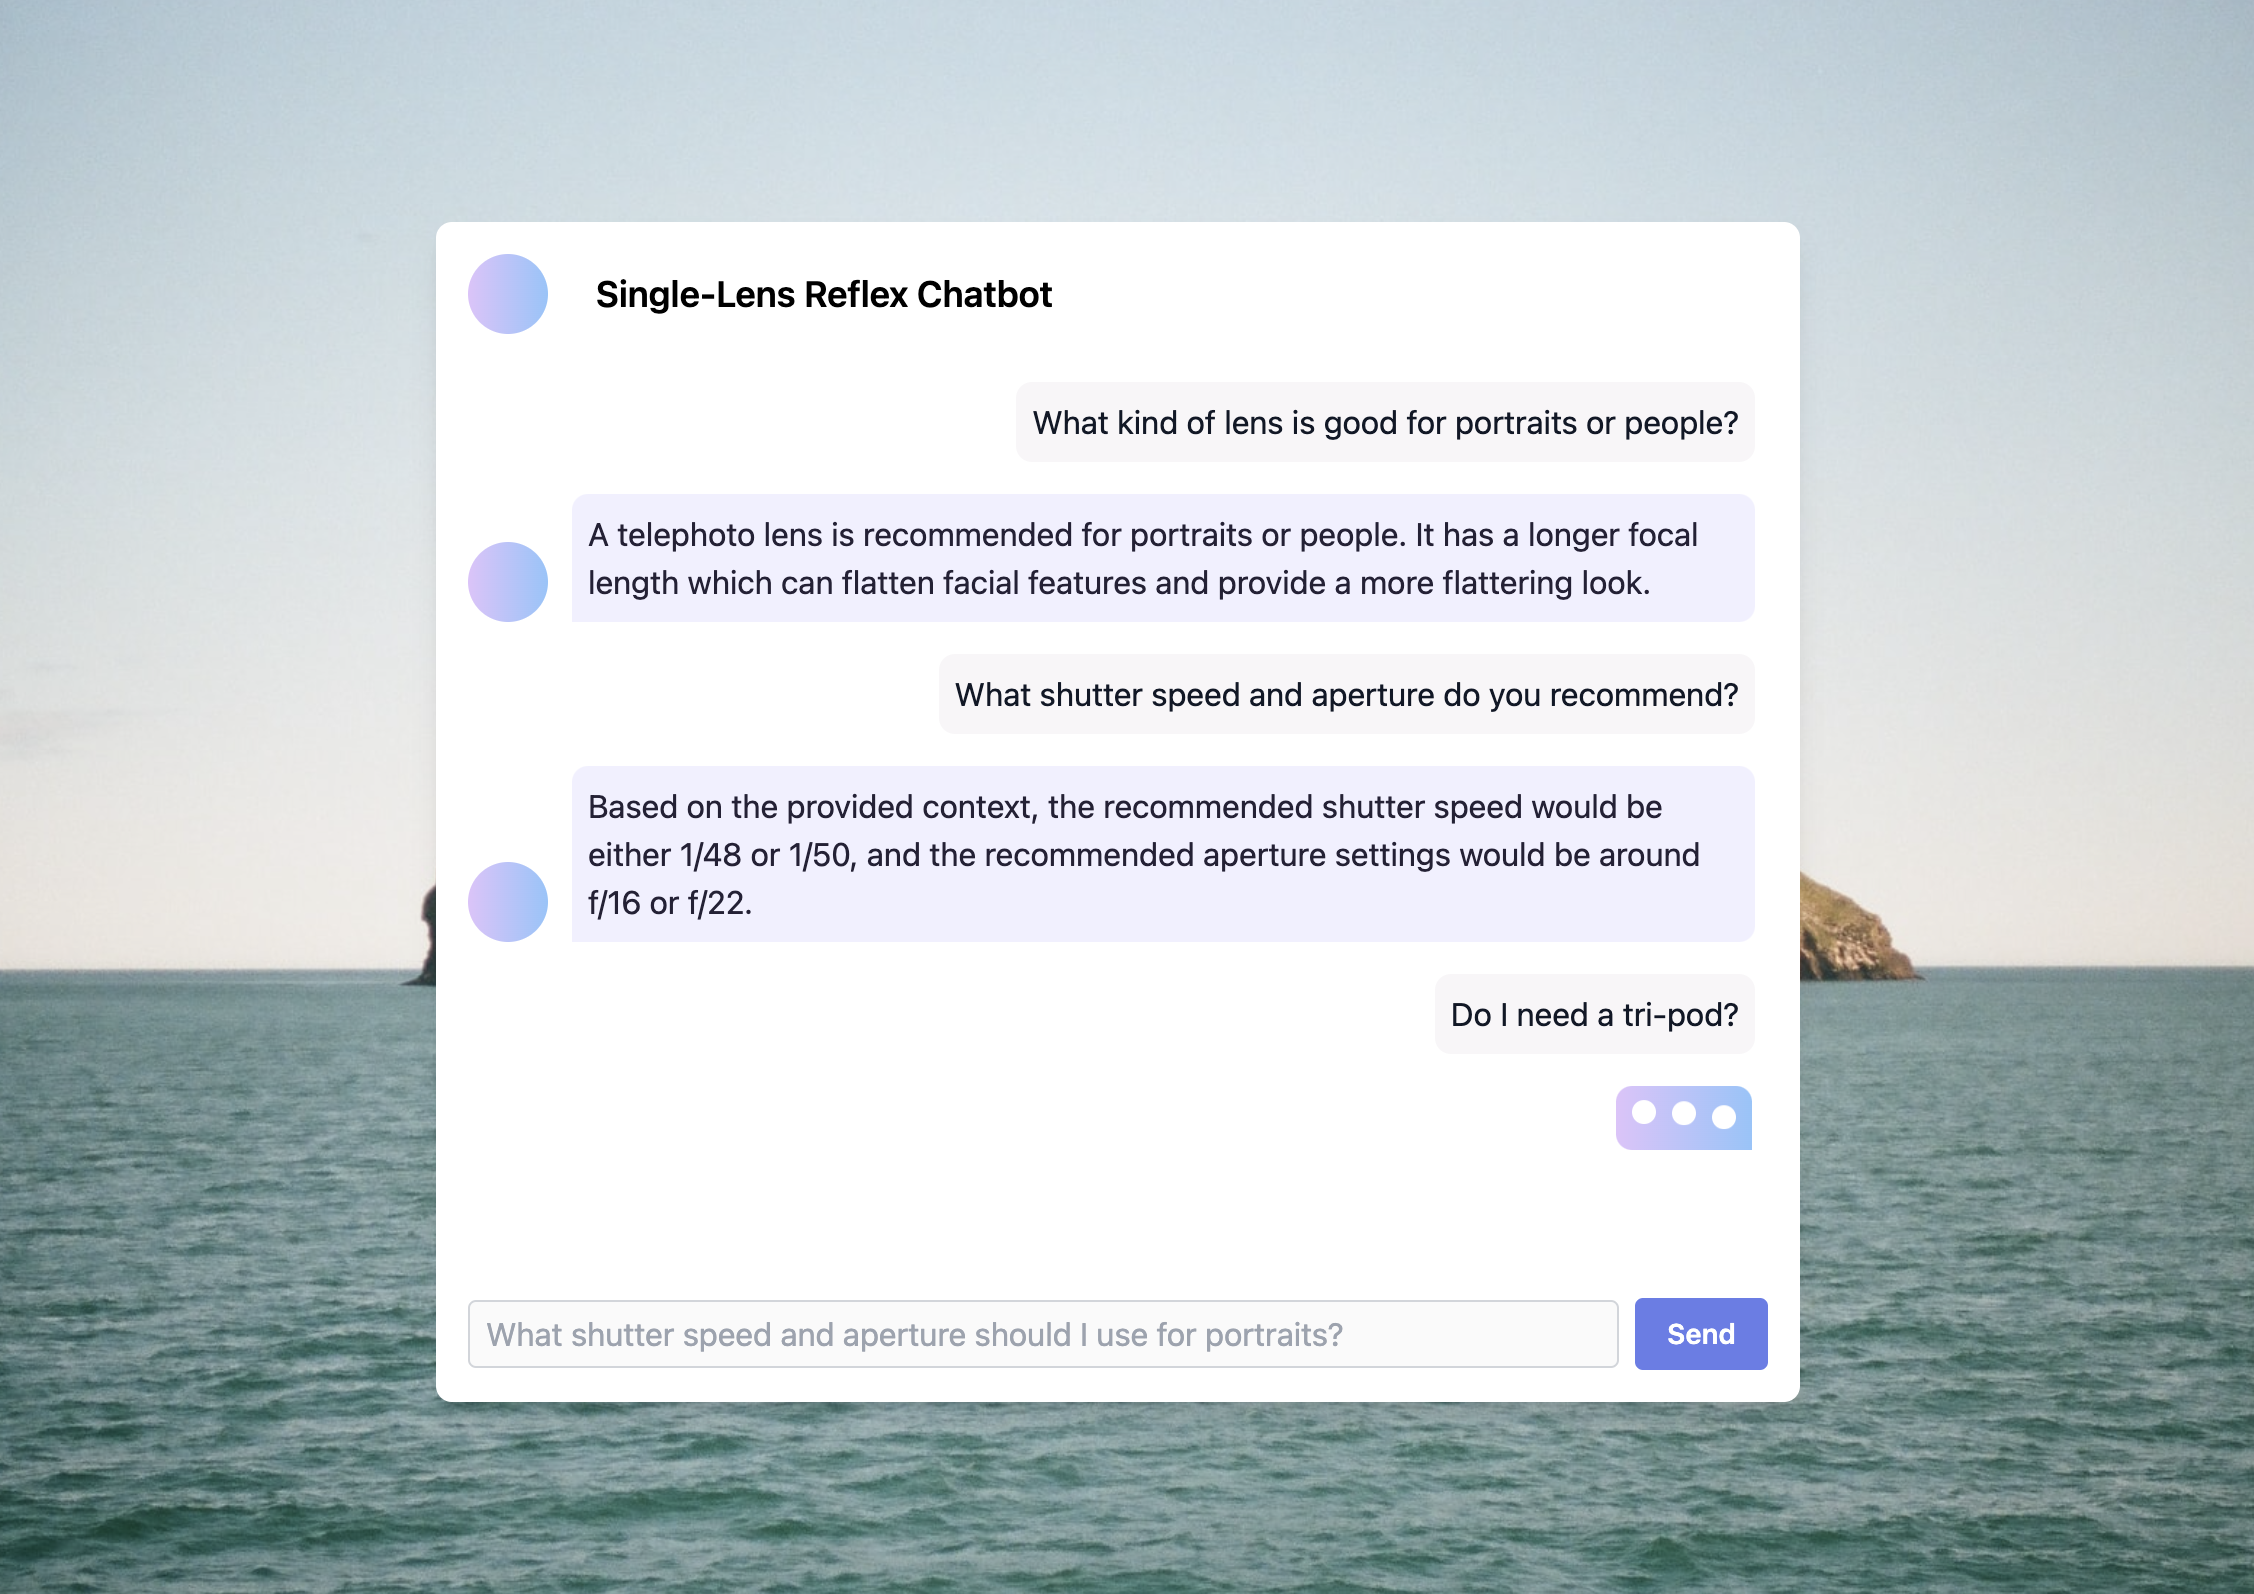 Single-Lens Reflex Chatbot
What kind of lens is good for portraits or people?
A telephoto lens is recommended for portraits or people. It has a longer focal
length which can flatten facial features and provide a more flattering look.
What shutter speed and aperture do you recommend?
Based on the provided context, the recommended shutter speed would be
either 1/48 or 1/50, and the recommended aperture settings would be around
f/16 or f/22.
Do I need a tri-pod?
What shutter speed and aperture should I use for portraits?
Send